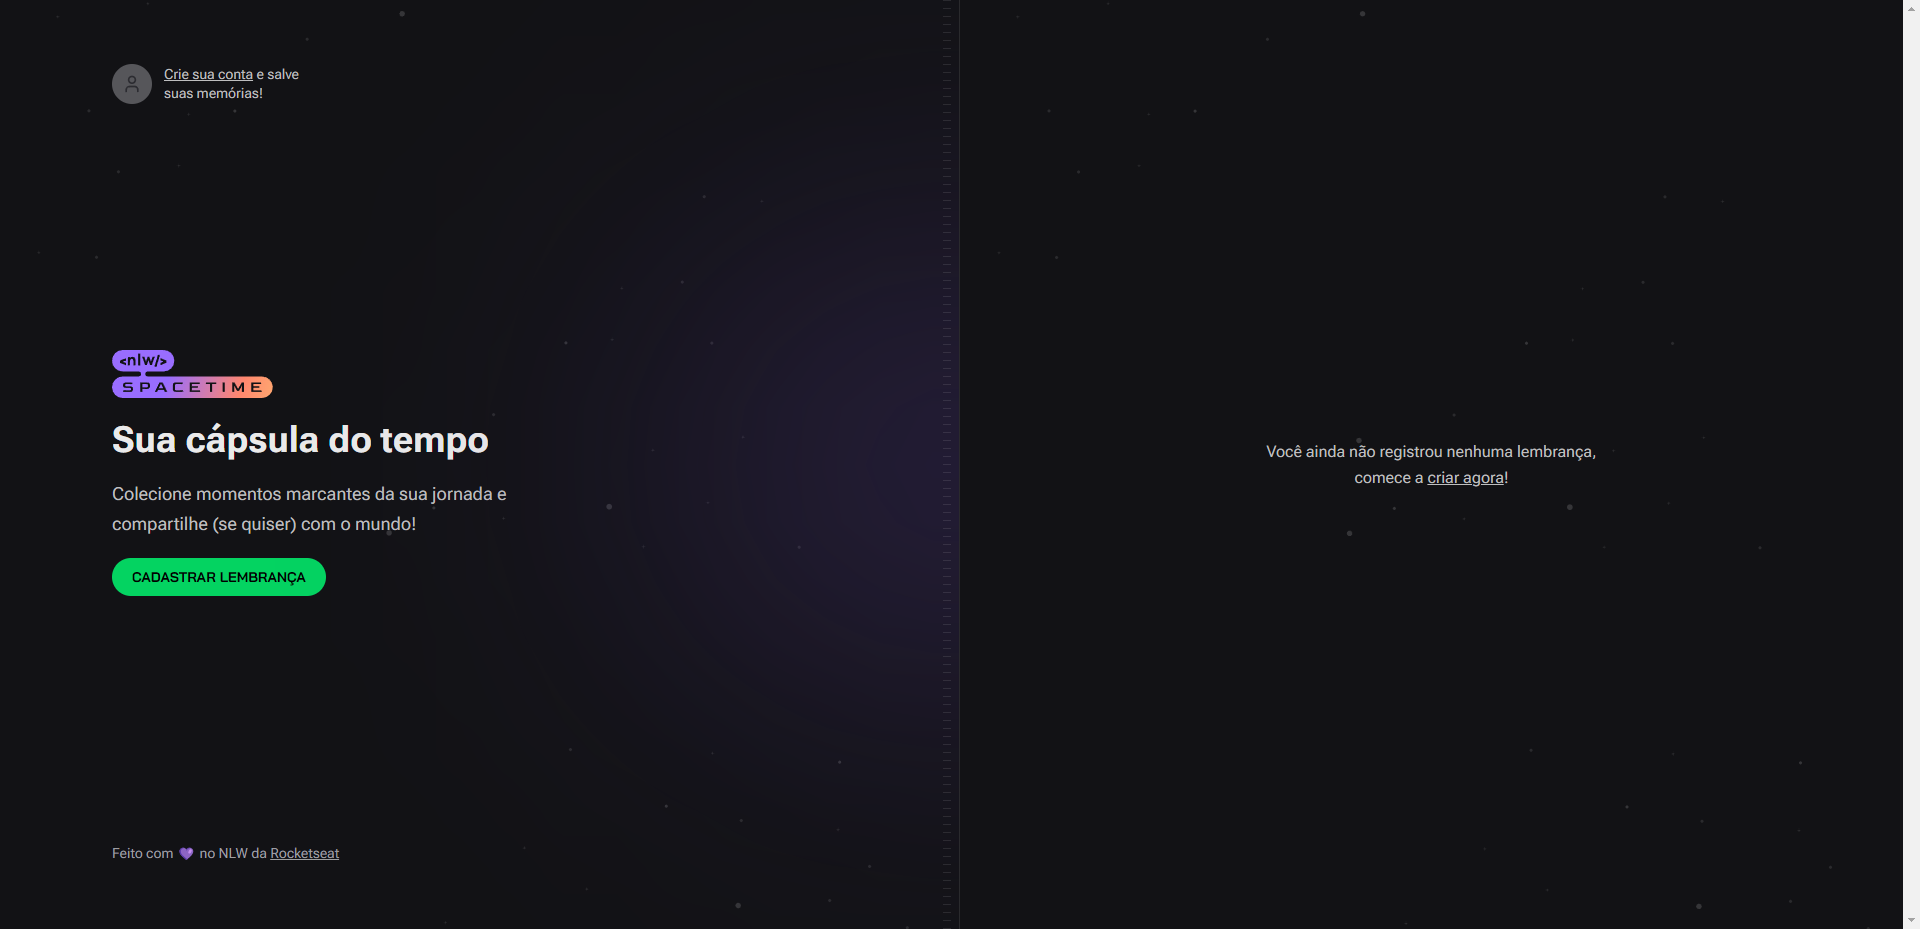 Crie sua conta e salve
suas memórias!
<nlw/>
SPACETIME
Sua cápsula do tempo
Colecione momentos marcantes da sua jornada e
compartilhe (se quiser) com o mundo!
CADASTRAR LEMBRANÇA
Feito com 💜 no NLW da Rocketseat
Você ainda não registrou nenhuma lembrança,
comece a criar agora!